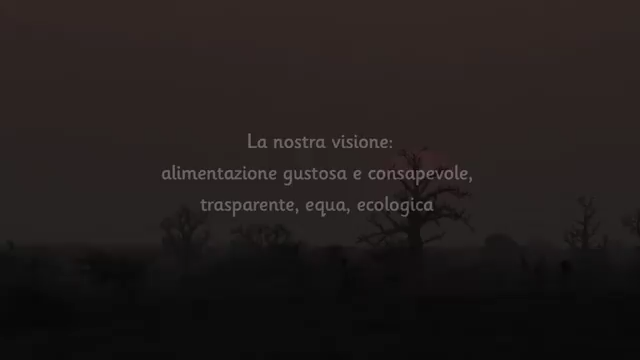 La nostra visione:
alimentazione gustosa e consapevole,
trasparente, equa, ecologica